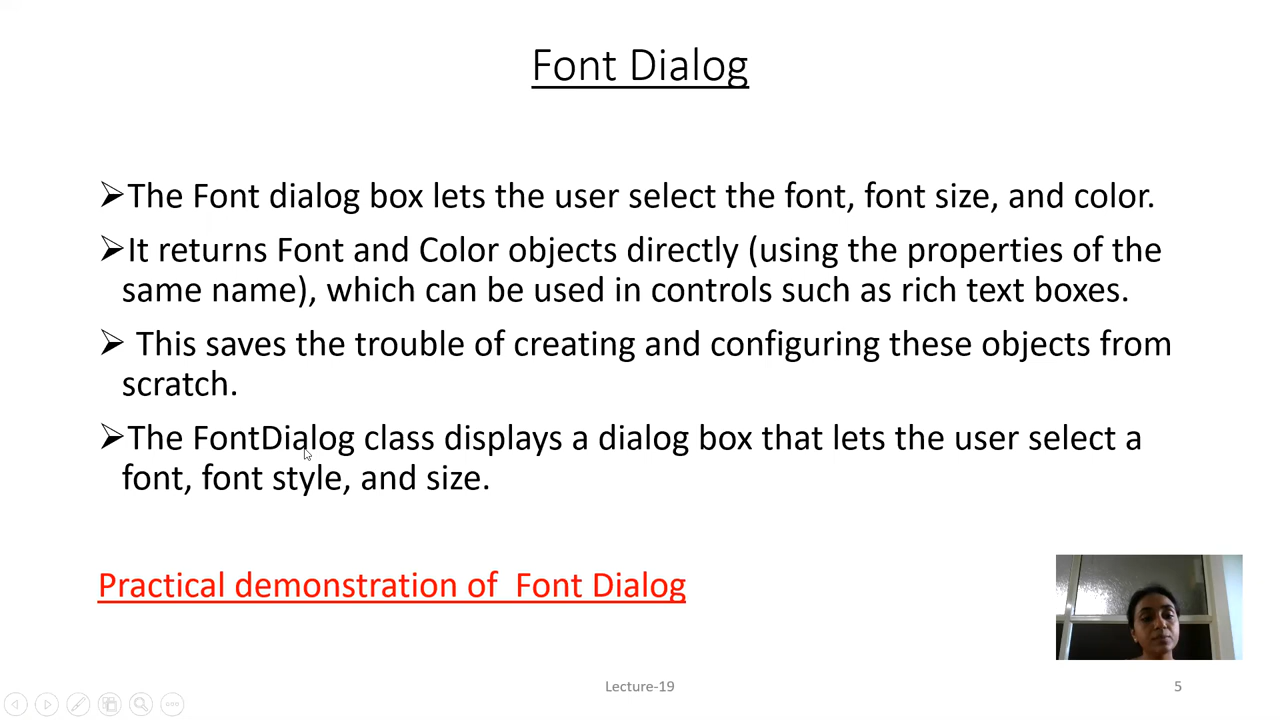 Font Dialog
➢The Font dialog box lets the user select the font, font size, and color.
➢It returns Font and Color objects directly (using the properties of the
same name), which can be used in controls such as rich text boxes.
➢ This saves the trouble of creating and configuring these objects from
scratch.
➢The FontDialog class displays a dialog box that lets the user select a
font, font style, and size.
Practical demonstration of  Font Dialog
Lecture-19
5